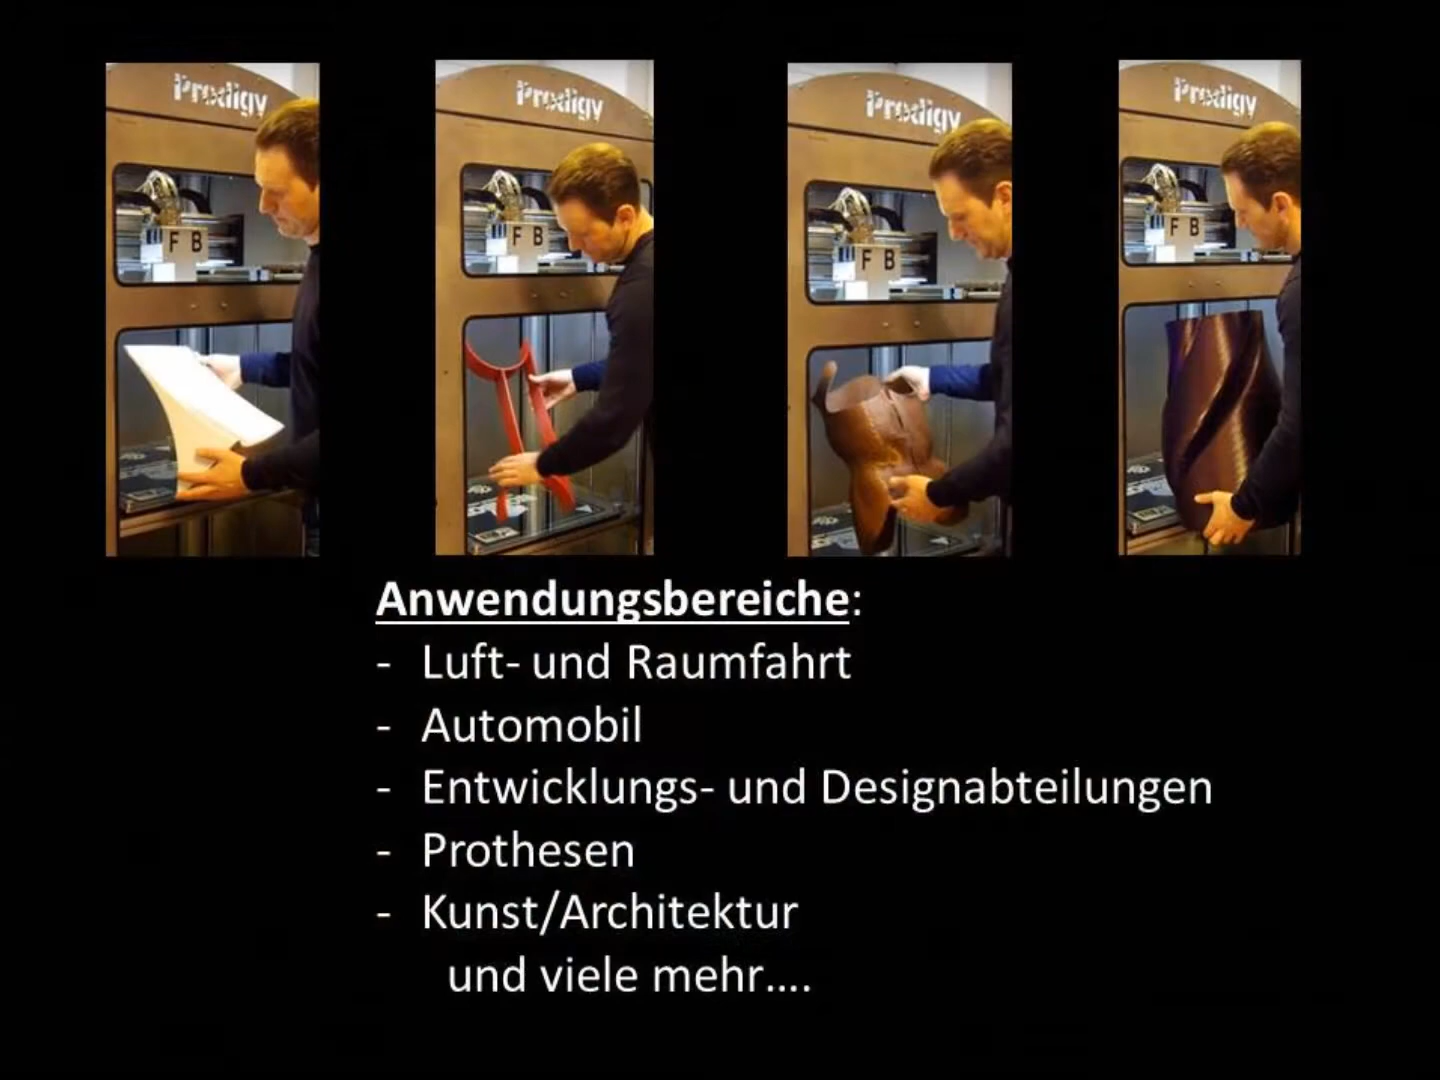 Prodigy
F B
Prodigy
F B
Prodigy
F B
Prodigy
F B
Anwendungsbereiche:
- Luft- und Raumfahrt
- Automobil
- Entwicklungs- und Designabteilungen
- Prothesen
- Kunst/Architektur
und viele mehr....